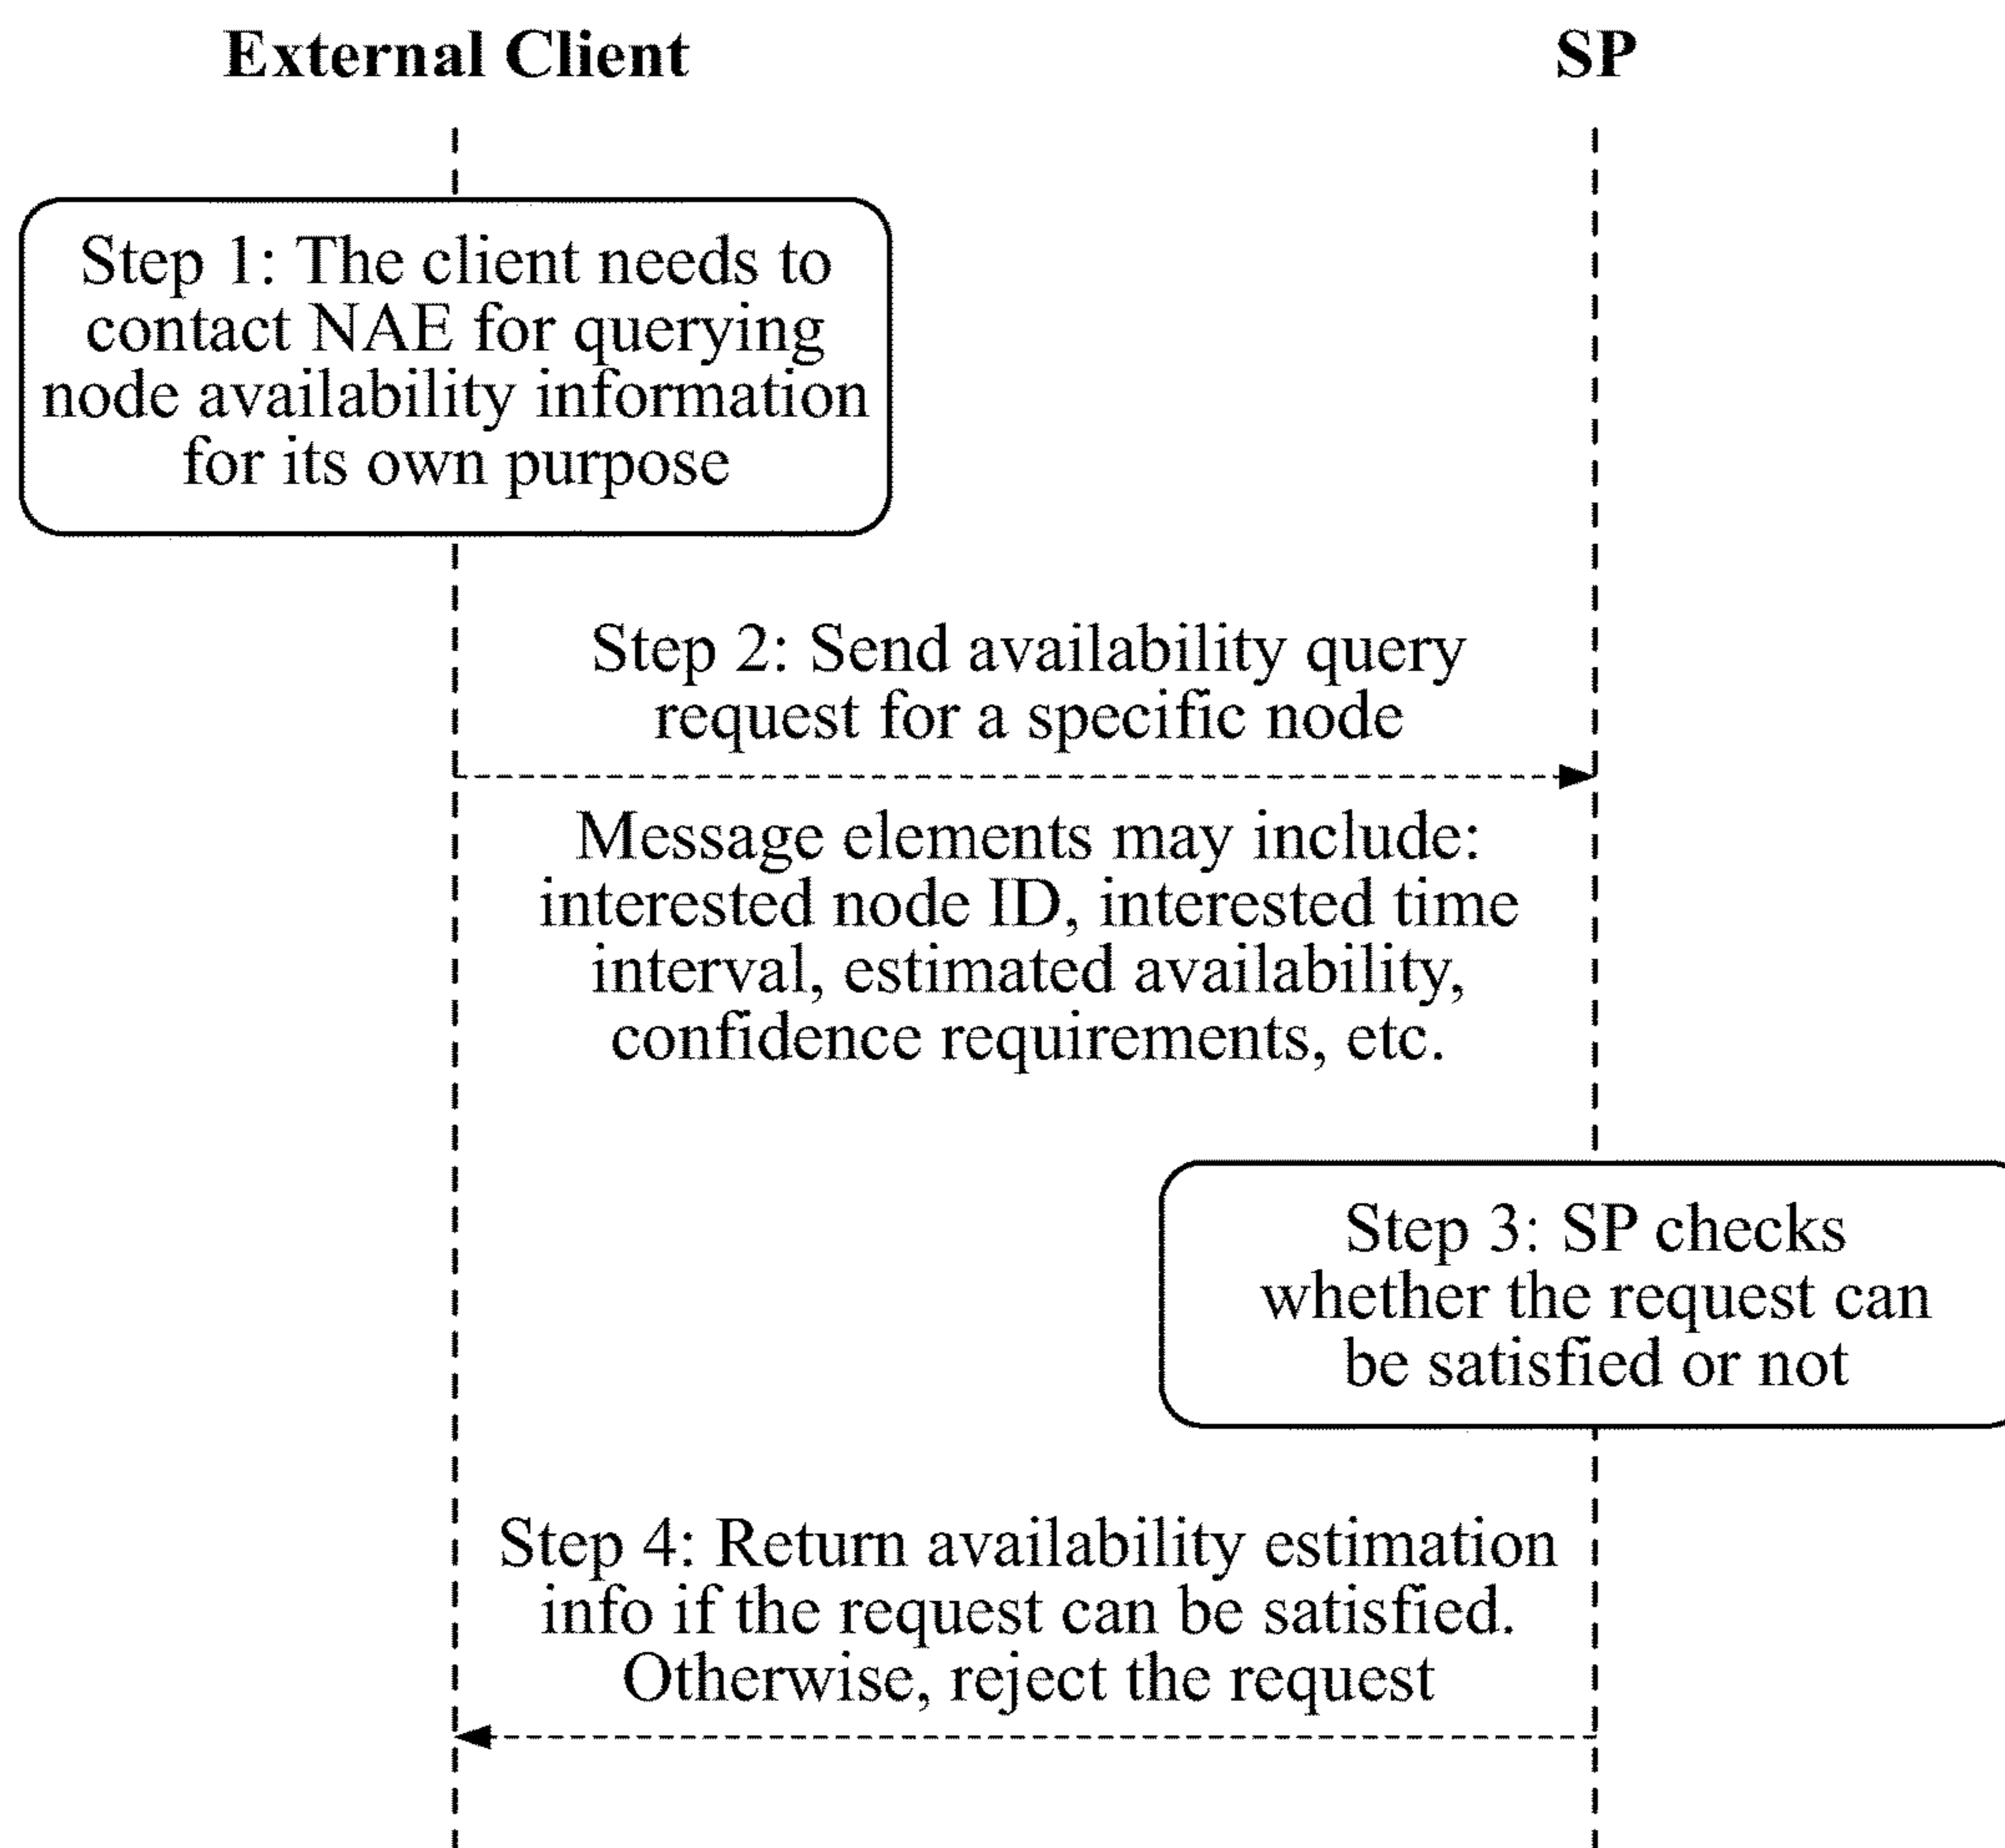 External Client
SP
Step 1: The client needs to
contact NAE for querying
node availability information
for its own purpose
Step 2: Send availability query
request for a specific node
Message elements may include:
interested node ID, interested time
interval, estimated availability,
confidence requirements, etc.
Step 3: SP checks
whether the request can
be satisfied or not
Step 4: Return availability estimation
info if the request can be satisfied.
Otherwise, reject the request